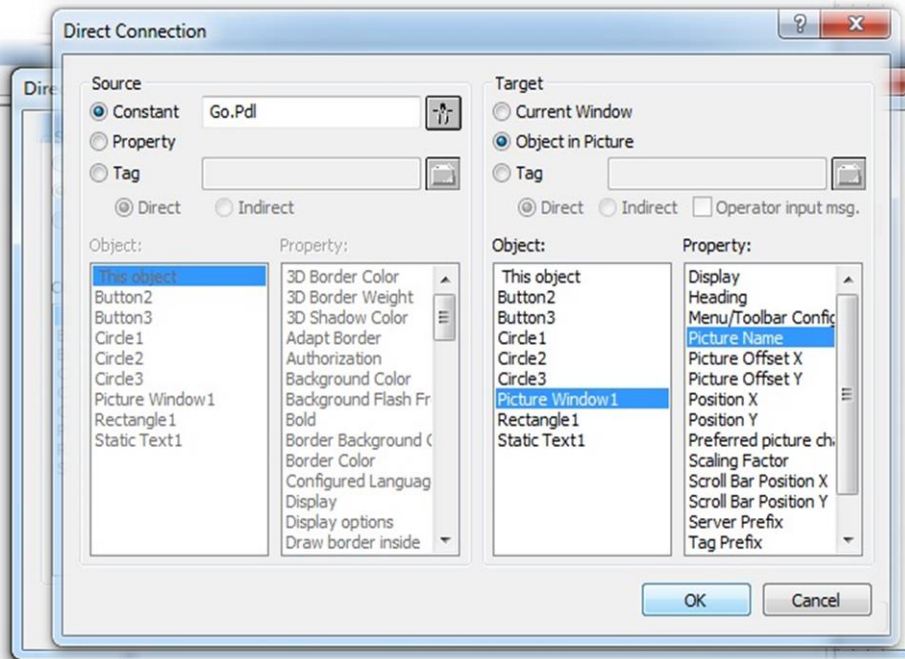 Direct Connection
Dire
Source
Constant Go.Pdl
Property
Tag
Direct Indirect
Object:
This object
Button2
Button3
Circle1
Circle2
Circle3
Picture Window1
Rectangle1
Static Text1
Property:
3D Border Color
3D Border Weight
3D Shadow Color
Adapt Border
Authorization
Background Color
Background Flash Fr
Bold
Border Background C
Border Color
Configured Languag
Display
Display options
Draw border inside
Target
Current Window
Object in Picture
Tag
Direct Indirect Operator input msg.
Object:
This object
Button2
Button3
Circle1
Circle2
Circle3
Picture Window1
Rectangle1
Static Text1
Property:
Display
Heading
Menu/Toolbar Config
Picture Name
Picture Offset X
Picture Offset Y
Position X
Position Y
Preferred picture cha
Scaling Factor
Scroll Bar Position X
Scroll Bar Position Y
Server Prefix
Tag Prefix
OK Cancel